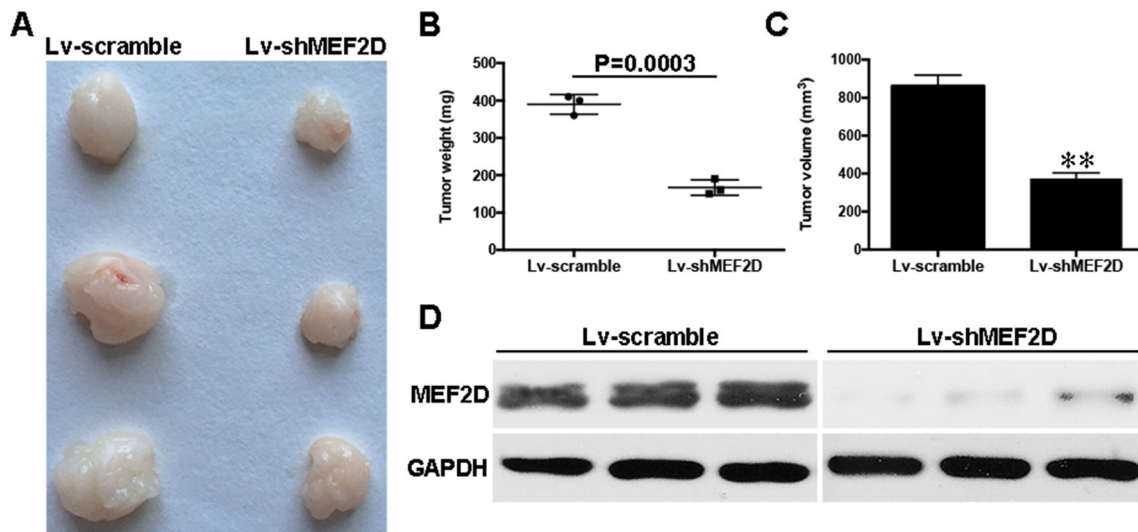 A
Lv-scramble Lv-shMEF2D
B
P=0.0003
Tumor weight (mg)
500
400
300
200
100
0
Lv-scramble Lv-shMEF2D
C
Tumor volume (mm³)
1000
800
600
400
200
0
**
Lv-scramble Lv-shMEF2D
D
Lv-scramble Lv-shMEF2D
MEF2D
GAPDH